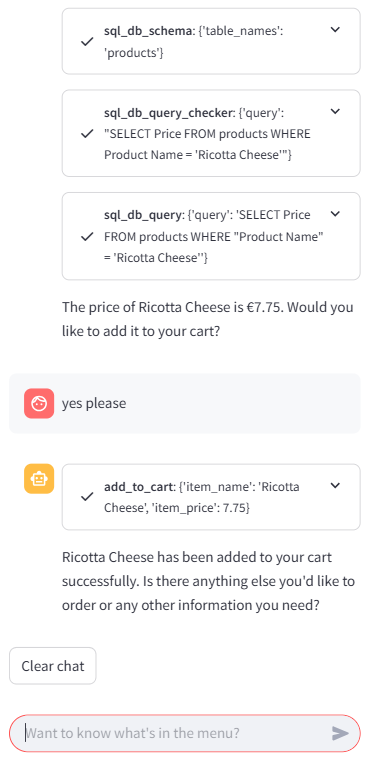 sql_db_schema: {'table_names':
'products'}
sql_db_query_checker: {'query':
"SELECT Price FROM products WHERE
Product Name = 'Ricotta Cheese'"}
sql_db_query: {'query': 'SELECT Price
FROM products WHERE "Product Name"
= 'Ricotta Cheese''}
The price of Ricotta Cheese is €7.75. Would you
like to add it to your cart?
yes please
add_to_cart: {'item_name': 'Ricotta
Cheese', 'item_price': 7.75}
Ricotta Cheese has been added to your cart
successfully. Is there anything else you'd like to
order or any other information you need?
Clear chat
Want to know what's in the menu?